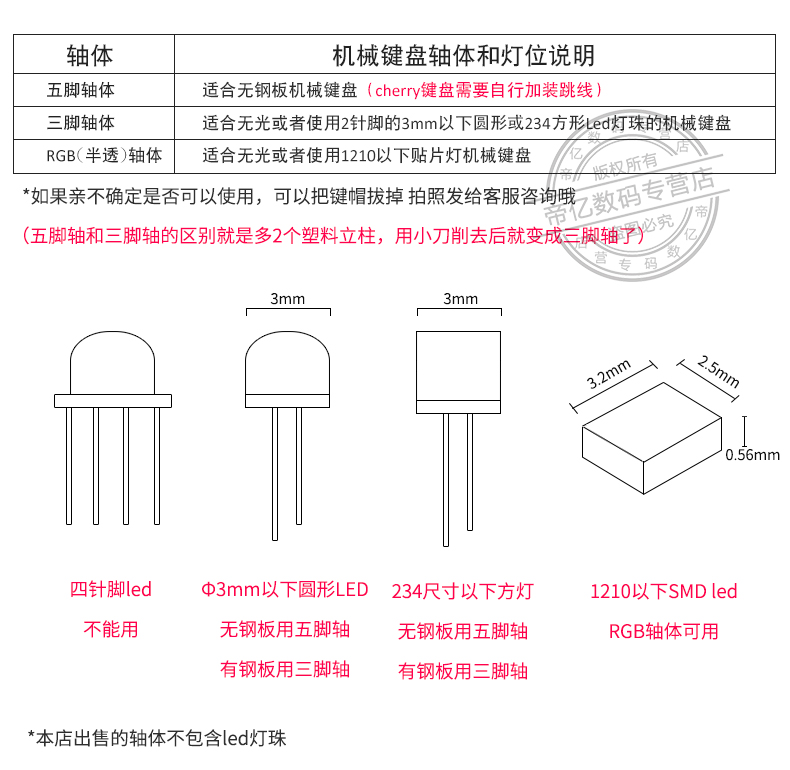 轴体 机械键盘轴体和灯位说明
五脚轴体 适合无钢板机械键盘（cherry键盘需要自行加装跳线）
三脚轴体 适合无光或者使用2针脚的3mm以下圆形或234方形Led灯珠的机械键盘
RGB（半透）轴体 适合无光或者使用1210以下贴片灯机械键盘
*如果亲不确定是否可以使用，可以把键帽拔掉 拍照发给客服咨询哦
（五脚轴和三脚轴的区别就是多2个塑料立柱，用小刀削去后就变成三脚轴了）
帝亿数码专营店
版权所有
帝亿数码专营店
盗图必究
帝亿数码专营店
3mm 3mm 3.2mm 2.5mm
0.56mm
四针脚led Φ3mm以下圆形LED 234尺寸以下方灯 1210以下SMD led
不能用 无钢板用五脚轴 无钢板用五脚轴 RGB轴体可用
有钢板用三脚轴 有钢板用三脚轴
*本店出售的轴体不包含led灯珠